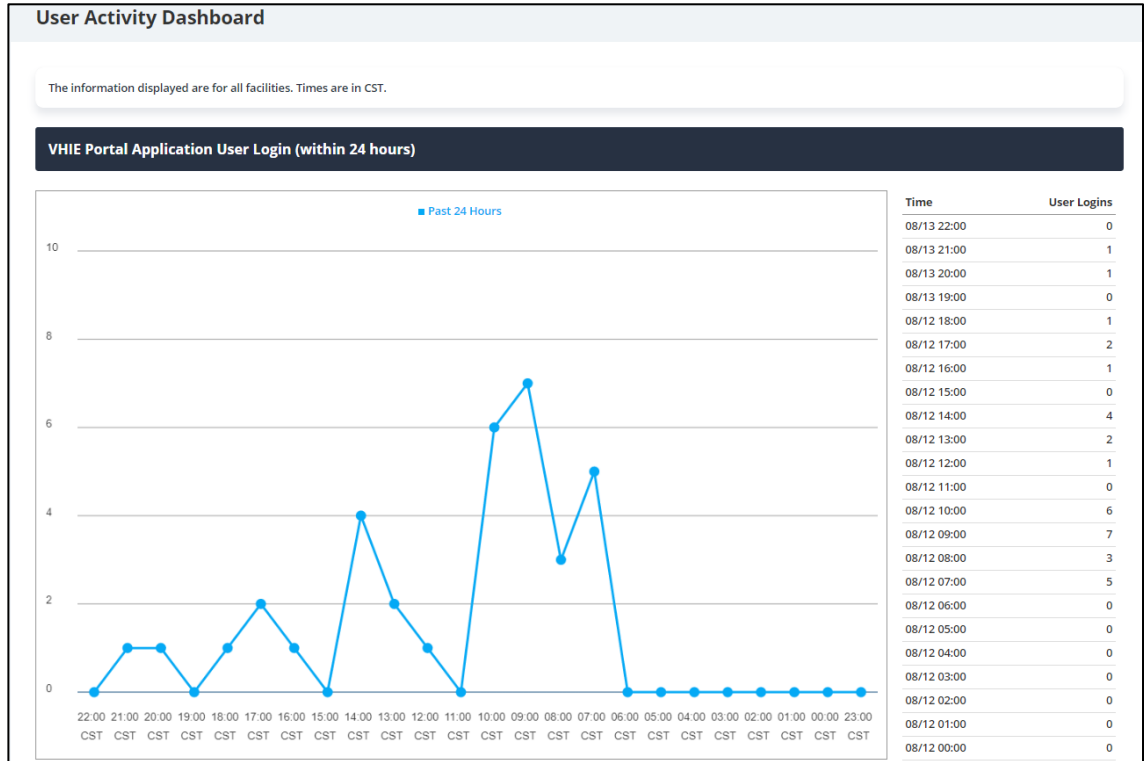 User Activity Dashboard
The information displayed are for all facilities. Times are in CST.
VHIE Portal Application User Login (within 24 hours)
Past 24 Hours
10
8
6
4
2
0
22:00 21:00 20:00 19:00 18:00 17:00 16:00 15:00 14:00 13:00 12:00 11:00 10:00 09:00 08:00 07:00 06:00 05:00 04:00 03:00 02:00 01:00 00:00 23:00
CST CST CST CST CST CST CST CST CST CST CST CST CST CST CST CST CST CST CST CST CST CST CST CST
Time User Logins
08/13 22:00 0
08/13 21:00 1
08/13 20:00 1
08/13 19:00 0
08/12 18:00 1
08/12 17:00 2
08/12 16:00 1
08/12 15:00 0
08/12 14:00 4
08/12 13:00 2
08/12 12:00 1
08/12 11:00 0
08/12 10:00 6
08/12 09:00 7
08/12 08:00 3
08/12 07:00 5
08/12 06:00 0
08/12 05:00 0
08/12 04:00 0
08/12 03:00 0
08/12 02:00 0
08/12 01:00 0
08/12 00:00 0